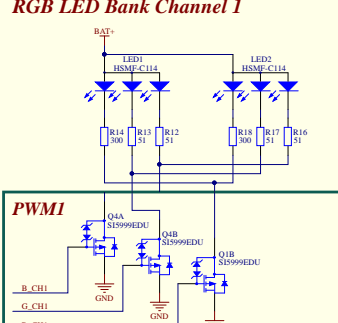 RGB LED Bank Channel 1
BAT+
LED1
HSMF-C114
LED2
HSMF-C114
R14
300
R13
51
R12
51
R18
300
R17
51
R16
51
PWM1
Q4A
SI5999EDU
Q4B
SI5999EDU
Q1B
SI5999EDU
B_CH1
GND
G_CH1
GND